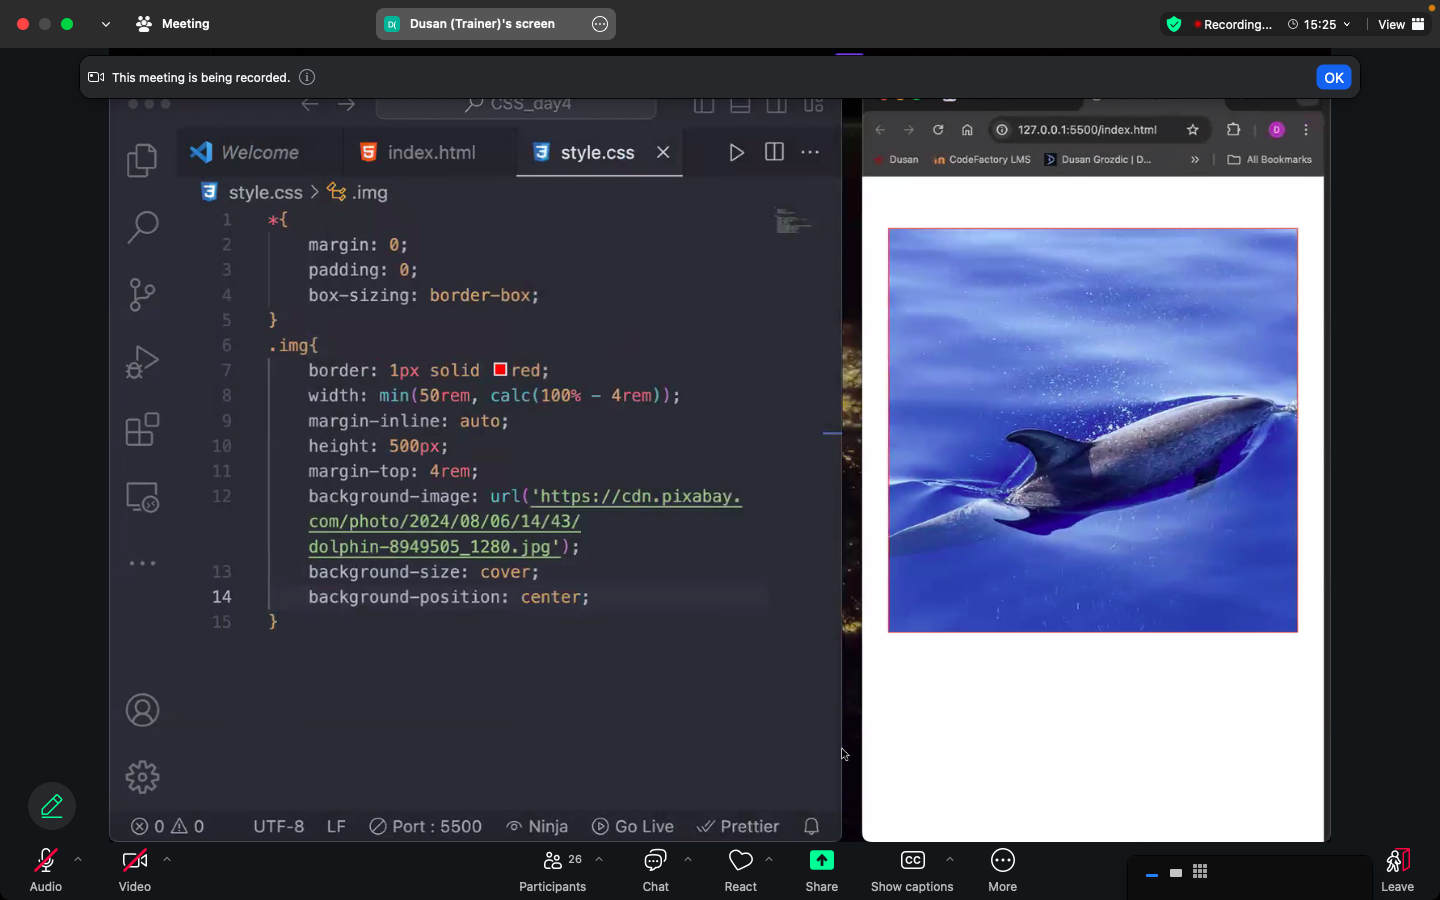 Meeting
D( Dusan (Trainer)'s screen
Recording...
15:25
View
This meeting is being recorded.
OK
CSS_day4
Welcome
index.html
style.css
style.css > .img
1 *{
2 margin: 0;
3 padding: 0;
4 box-sizing: border-box;
5 }
6 .img{
7 border: 1px solid red;
8 width: min(50rem, calc(100% - 4rem));
9 margin-inline: auto;
10 height: 500px;
11 margin-top: 4rem;
12 background-image: url('https://cdn.pixabay.
com/photo/2024/08/06/14/43/
dolphin-8949505_1280.jpg');
13 background-size: cover;
14 background-position: center;
15 }
0 0 UTF-8 LF Port : 5500 Ninja Go Live Prettier
127.0.0.1:5500/index.html
D
Dusan
CodeFactory LMS
Dusan Grozdic | D...
All Bookmarks
Audio
Video
26
Participants
Chat
React
Share
CC
Show captions
More
Leave